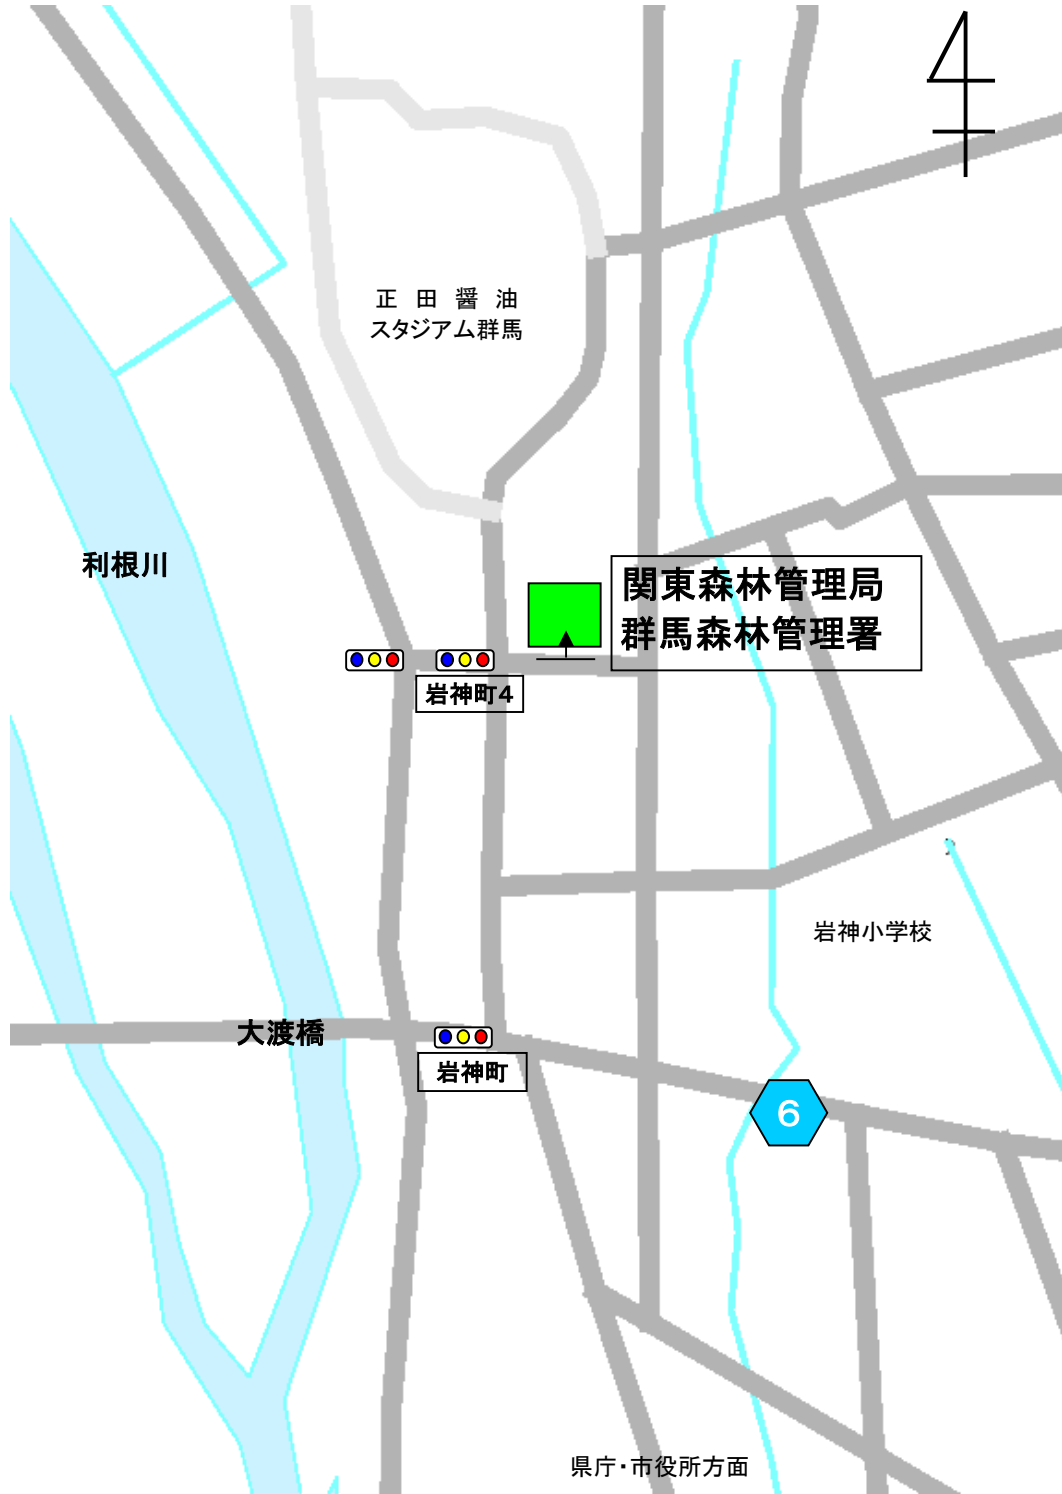 正　田　醤　油
スタジアム群馬
利根川
関東森林管理局
群馬森林管理署
岩神町4
岩神小学校
大渡橋
岩神町
6
県庁・市役所方面